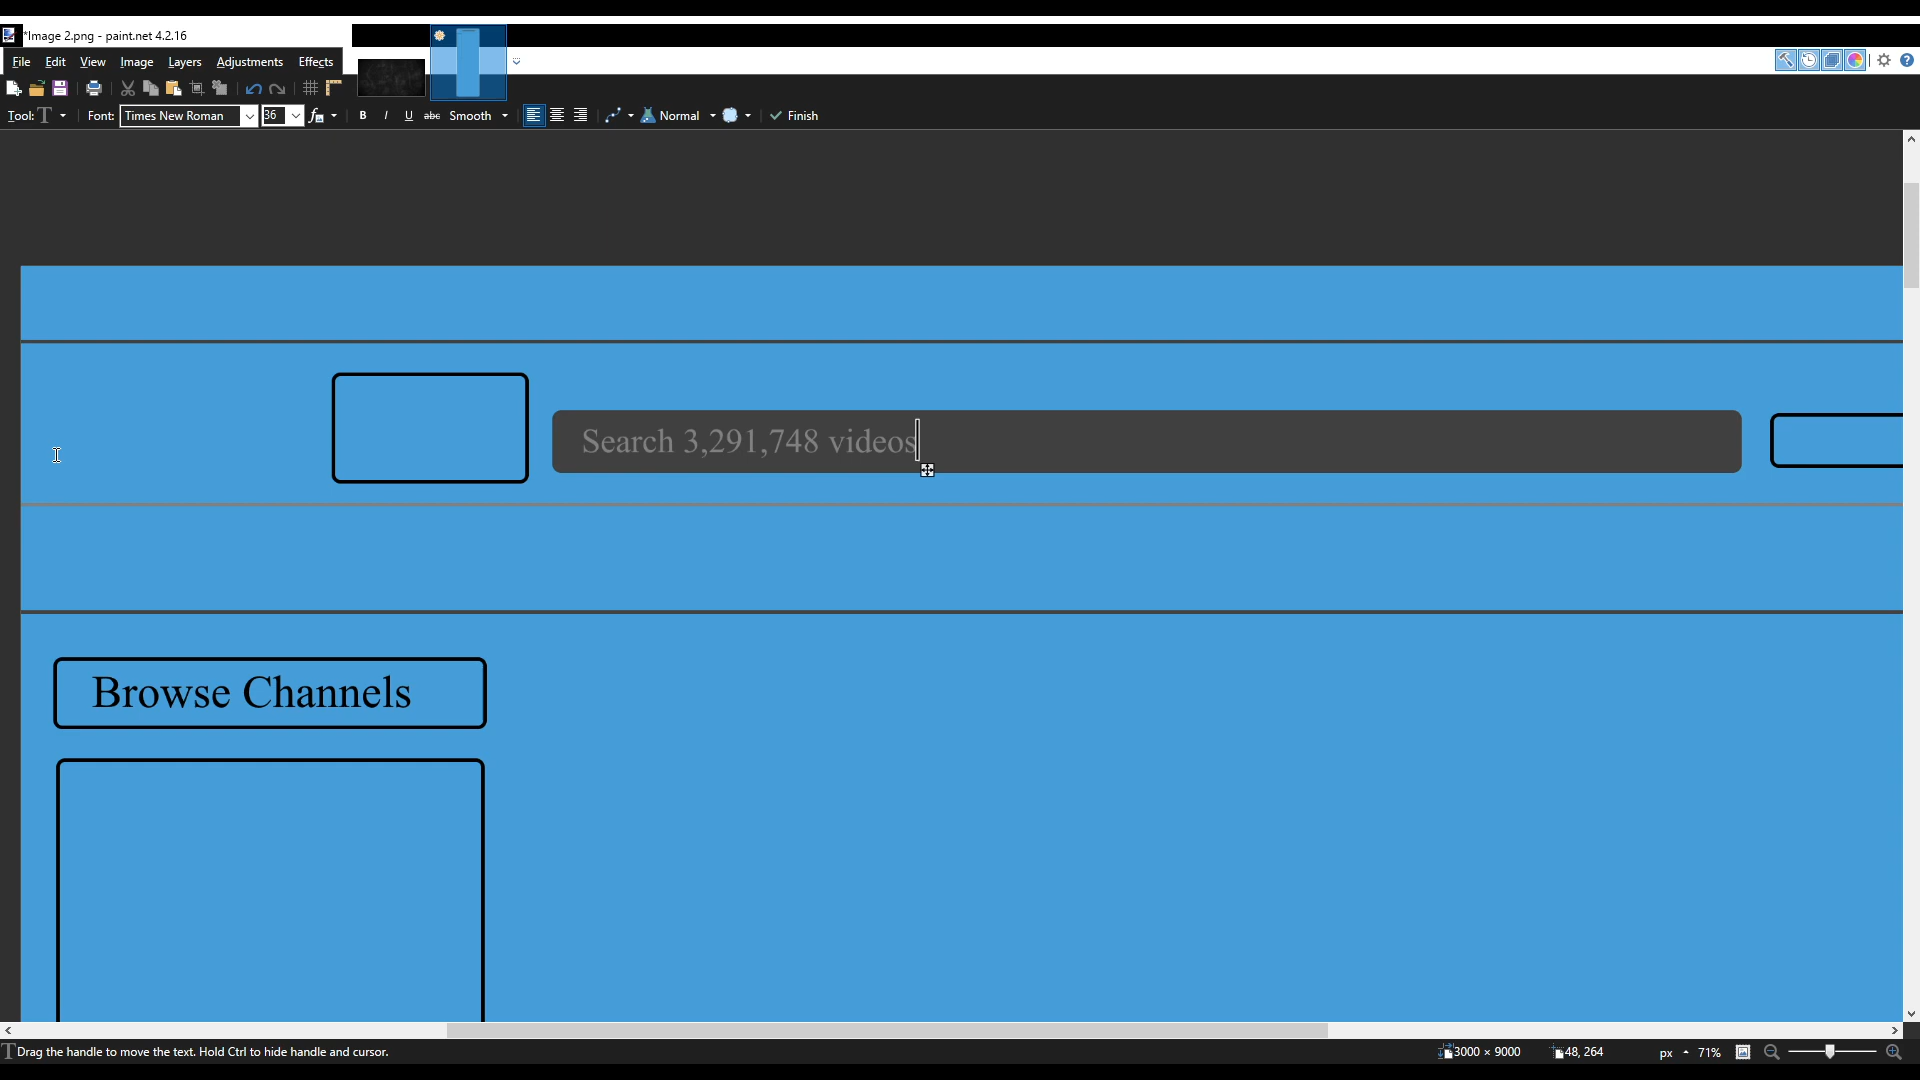 *Image 2.png - paint.net 4.2.16
File Edit View Image Layers Adjustments Effects
Tool: T Font: Times New Roman 36 fx B I U abc Smooth Normal Finish
Search 3,291,748 videos
Browse Channels
Drag the handle to move the text. Hold Ctrl to hide handle and cursor. 3000 × 9000 48, 264 px 71%